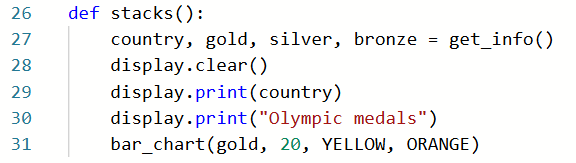 26 def stacks():
27     country, gold, silver, bronze = get_info()
28     display.clear()
29     display.print(country)
30     display.print("Olympic medals")
31     bar_chart(gold, 20, YELLOW, ORANGE)